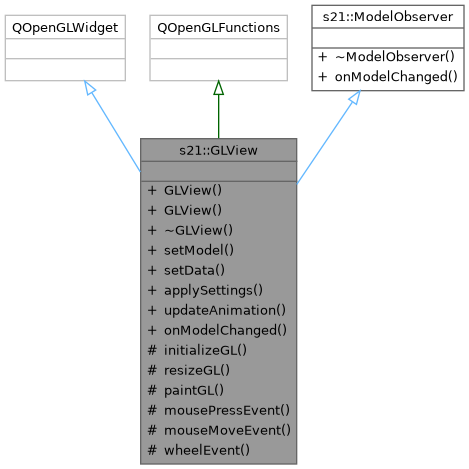 QOpenGLWidget
QOpenGLFunctions
s21::ModelObserver
+ ~ModelObserver()
+ onModelChanged()
s21::GLView
+ GLView()
+ GLView()
+ ~GLView()
+ setModel()
+ setData()
+ applySettings()
+ updateAnimation()
+ onModelChanged()
# initializeGL()
# resizeGL()
# paintGL()
# mousePressEvent()
# mouseMoveEvent()
# wheelEvent()